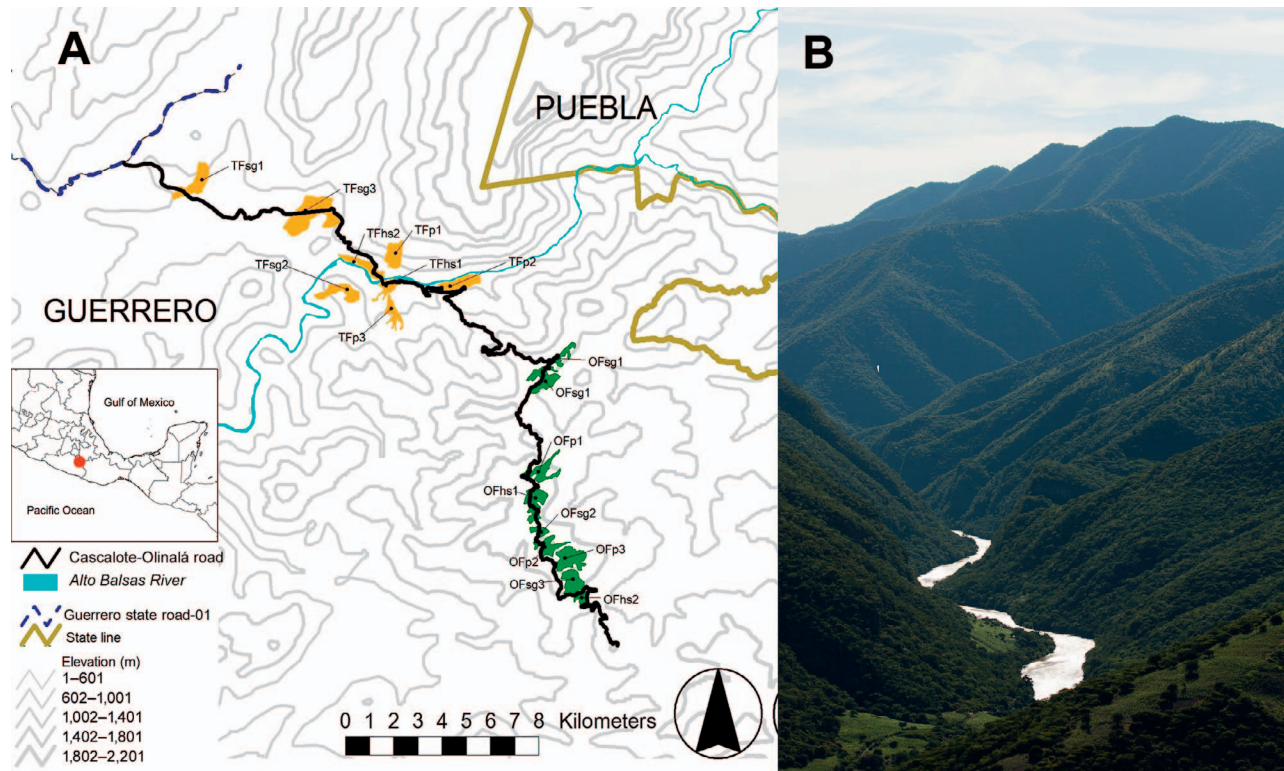 A
B
PUEBLA
TFsg1
TFsg3
TFhs2
TFp1
TFsg2
TFhs1
TFp2
GUERRERO
TFp3
OFsg1
OFsg1
Gulf of Mexico
Pacific Ocean
OFp1
OFhs1
OFsg2
OFp2
OFp3
OFsg3
OFhs2
Cascalote-Olinalá road
Alto Balsas River
Guerrero state road-01
State line
Elevation (m)
1–601
602–1,001
1,002–1,401
1,402–1,801
1,802–2,201
0 1 2 3 4 5 6 7 8 Kilometers